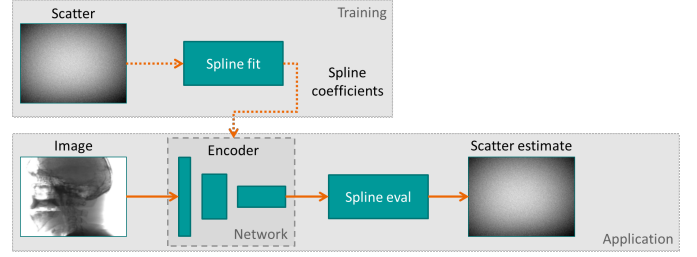 Scatter
Training
Spline fit
Spline
coefficients
Image
Encoder
Scatter estimate
Spline eval
Network
Application